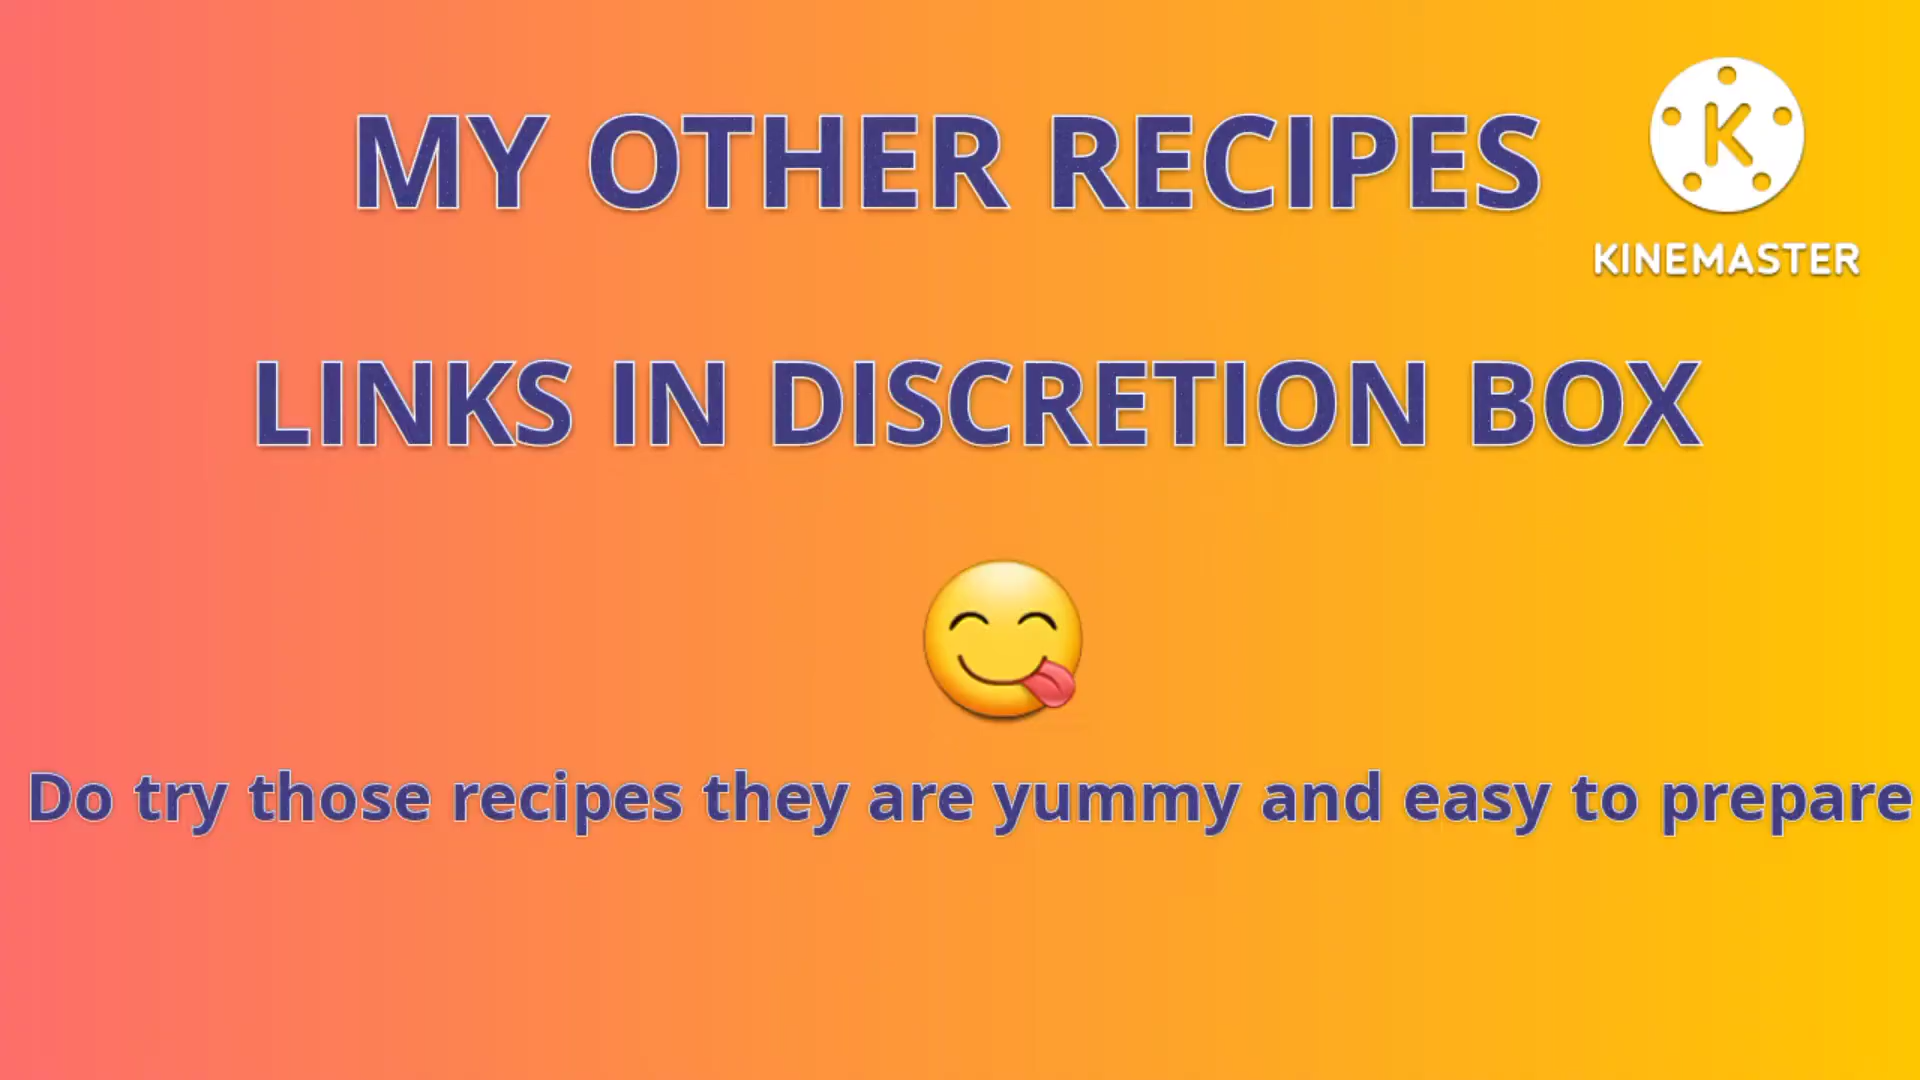 MY OTHER RECIPES
K
KINEMASTER
LINKS IN DISCRETION BOX
Do try those recipes they are yummy and easy to prepare